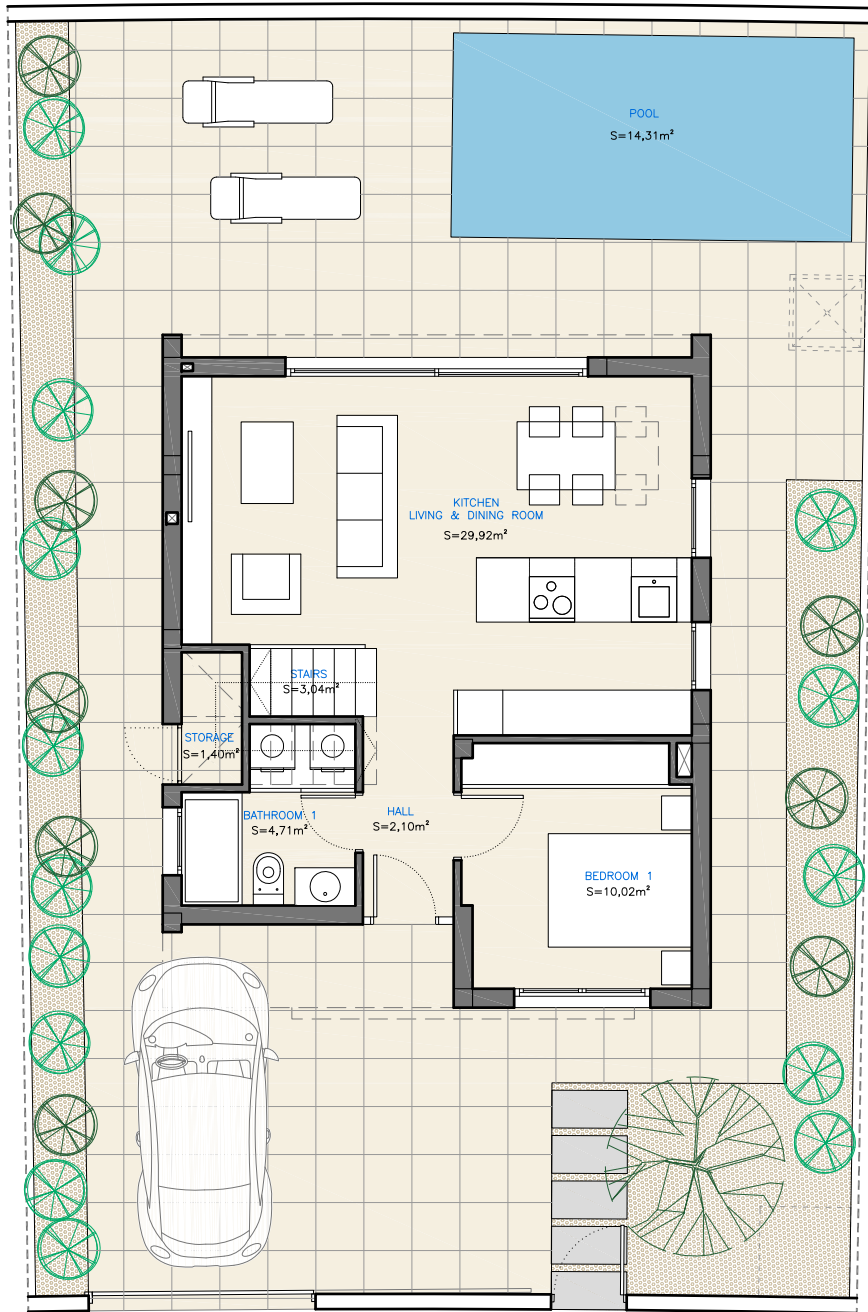 POOL
S=14,31m²
KITCHEN
LIVING & DINING ROOM
S=29,92m²
STAIRS
S=3,04m²
STORAGE
S=1,40m²
BATHROOM 1
S=4,71m²
HALL
S=2,10m²
BEDROOM 1
S=10,02m²